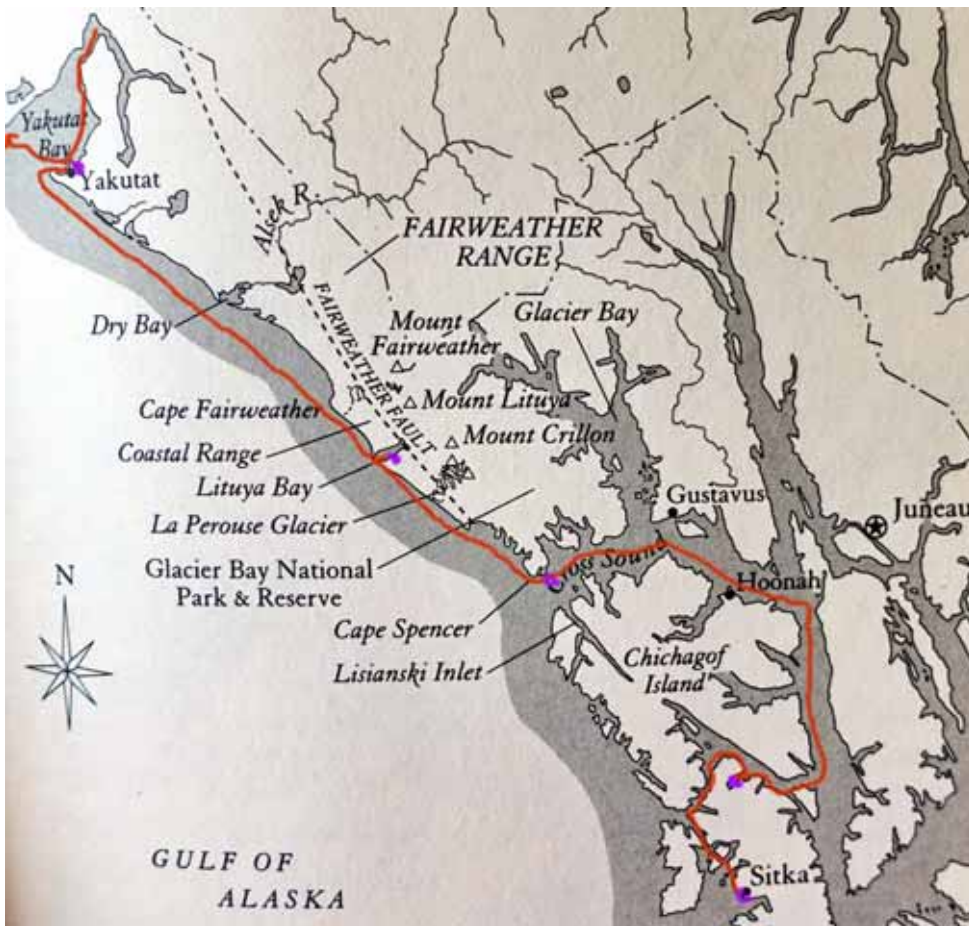 Yakutat
Bay
Yakutat
Alsek R.
FAIRWEATHER
RANGE
FAIRWEATHER FAULT
Glacier Bay
Dry Bay
Mount
Fairweather
Cape Fairweather
Mount Lituya
Coastal Range
Mount Crillon
Lituya Bay
Gustavus
La Perouse Glacier
Juneau
Glacier Bay National
Park & Reserve
Sound
Hoonah
N
Cape Spencer
Lisianski Inlet
Chichagof
Island
GULF OF
ALASKA
Sitka